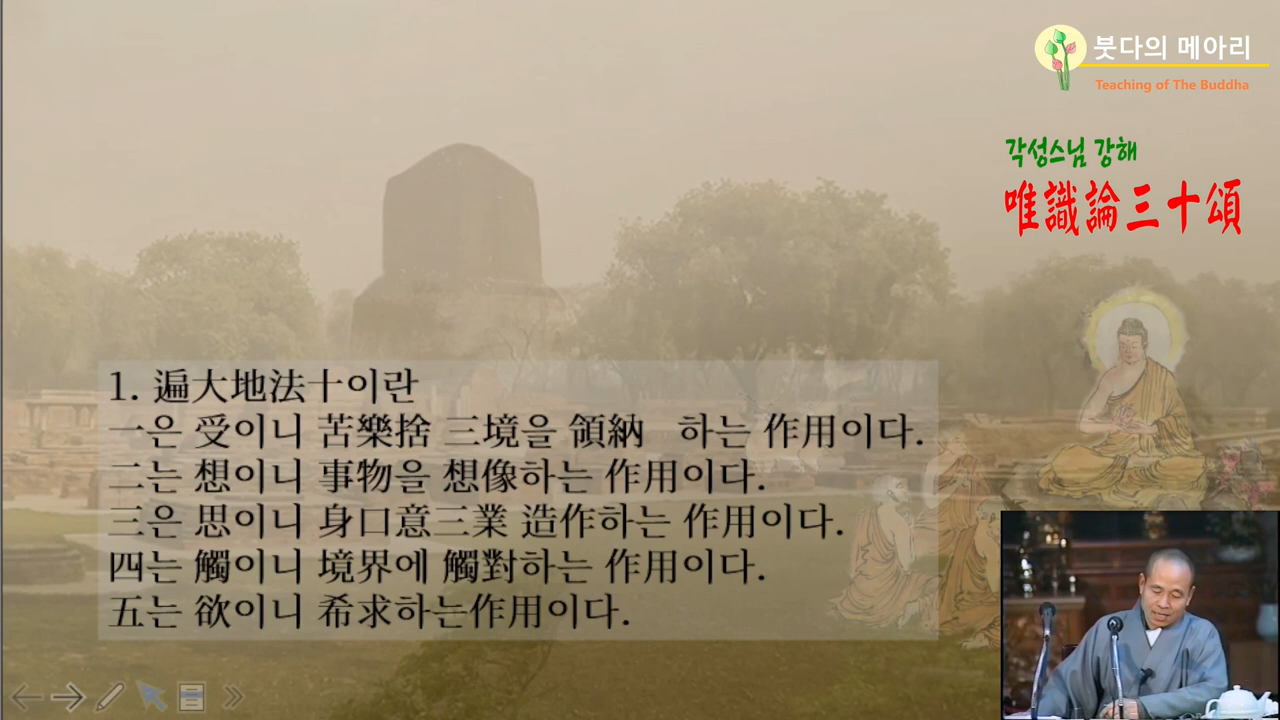 붓다의 메아리
Teaching of The Buddha
각성스님 강해
唯識論三十頌
1. 遍大地法十이란
一은 受이니 苦樂捨 三境을 領納 하는 作用이다.
二는 想이니 事物을 想像하는 作用이다.
三은 思이니 身口意三業 造作하는 作用이다.
四는 觸이니 境界에 觸對하는 作用이다.
五는 欲이니 希求하는作用이다.